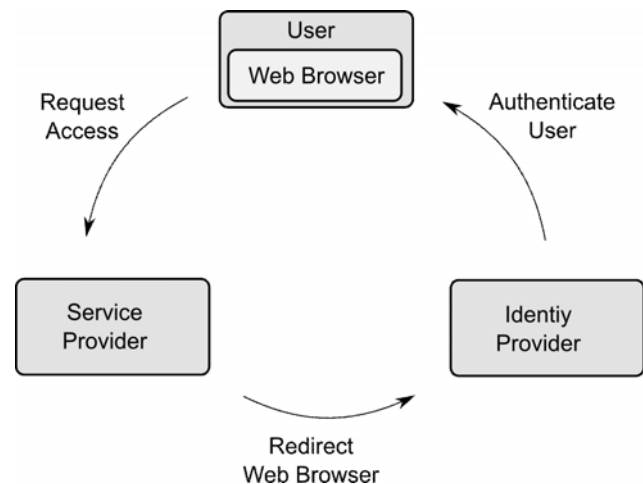 User
Web Browser
Request
Access
Authenticate
User
Service
Provider
Identiy
Provider
Redirect
Web Browser